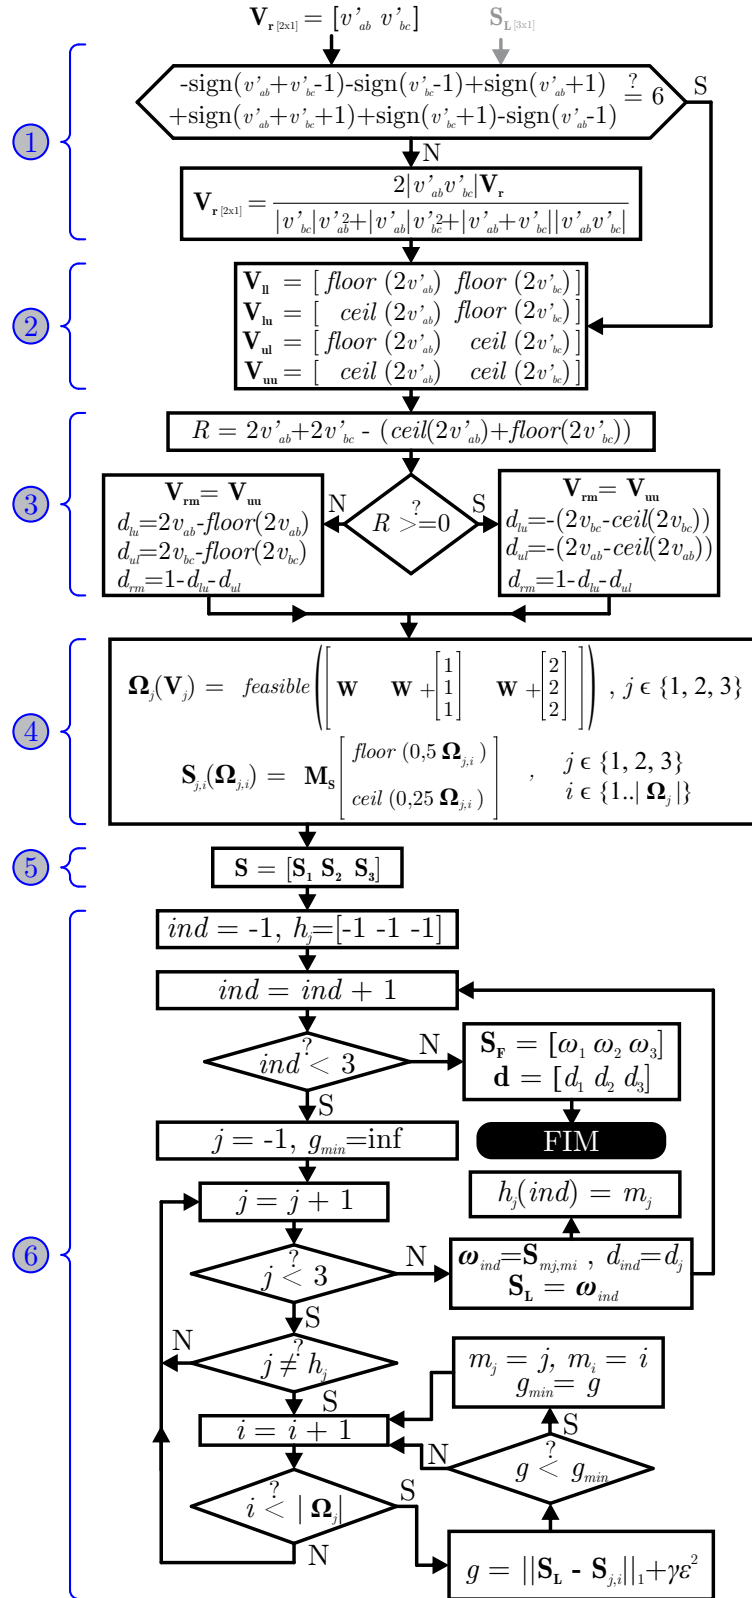 V_r [2x1] = [v'_ab v'_bc]
S_L [3x1]
1
-sign(v'_ab+v'_bc-1)-sign(v'_bc-1)+sign(v'_ab+1)
+sign(v'_ab+v'_bc+1)+sign(v'_bc+1)-sign(v'_ab-1)
? = 6
S
N
V_r [2x1] = 2|v'_ab v'_bc|V_r / |v'_bc|v'_ab²+|v'_ab|v'_bc²+|v'_ab+v'_bc||v'_ab v'_bc|
2
V_ll = [ floor (2v'_ab) floor (2v'_bc) ]
V_lu = [ ceil (2v'_ab) floor (2v'_bc) ]
V_ul = [ floor (2v'_ab) ceil (2v'_bc) ]
V_uu = [ ceil (2v'_ab) ceil (2v'_bc) ]
3
R = 2v'_ab+2v'_bc - (ceil(2v'_ab)+floor(2v'_bc))
V_rm = V_uu
d_lu=2v_ab-floor(2v_ab)
d_ul=2v_bc-floor(2v_bc)
d_rm=1-d_lu-d_ul
N
?
R >=0
S
V_rm = V_uu
d_lu=-(2v_bc-ceil(2v_bc))
d_ul=-(2v_ab-ceil(2v_ab))
d_rm=1-d_lu-d_ul
4
Ω_j(V_j) = feasible([ W W + [1 1 1] W + [2 2 2] ]) , j ϵ {1, 2, 3}
S_j,i(Ω_j,i) = M_s [ floor (0,5 Ω_j,i) ceil (0,25 Ω_j,i) ] , j ϵ {1, 2, 3}
i ϵ {1..| Ω_j |}
5
S = [S_1 S_2 S_3]
6
ind = -1, h_j=[-1 -1 -1]
ind = ind + 1
?
ind < 3
N
S_F = [ω_1 ω_2 ω_3]
d = [d_1 d_2 d_3]
S
FIM
j = -1, g_min=inf
j = j + 1
h_j(ind) = m_j
?
j < 3
N
ω_ind=S_mj,mi , d_ind=d_j
S_L = ω_ind
S
N
?
j ≠ h_j
S
m_j = j, m_i = i
g_min= g
i = i + 1
S
N
?
g < g_min
?
i < | Ω_j|
S
N
g = ||S_L - S_j,i||_1+γε²